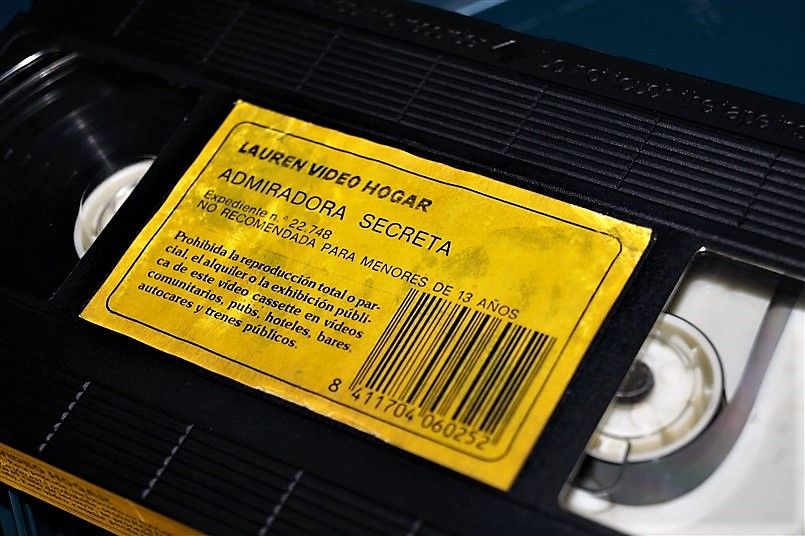 Do not touch the tape
LAUREN VIDEO HOGAR
ADMIRADORA SECRETA
Expediente n.º 22.748
NO RECOMENDADA PARA MENORES DE 13 AÑOS
Prohibida la reproducción total o par-
cial, el alquiler o la exhibición públi-
ca de este vídeo cassette en vídeos
comunitarios, pubs, hoteles, bares,
autocares y trenes públicos.
8 411704 060252